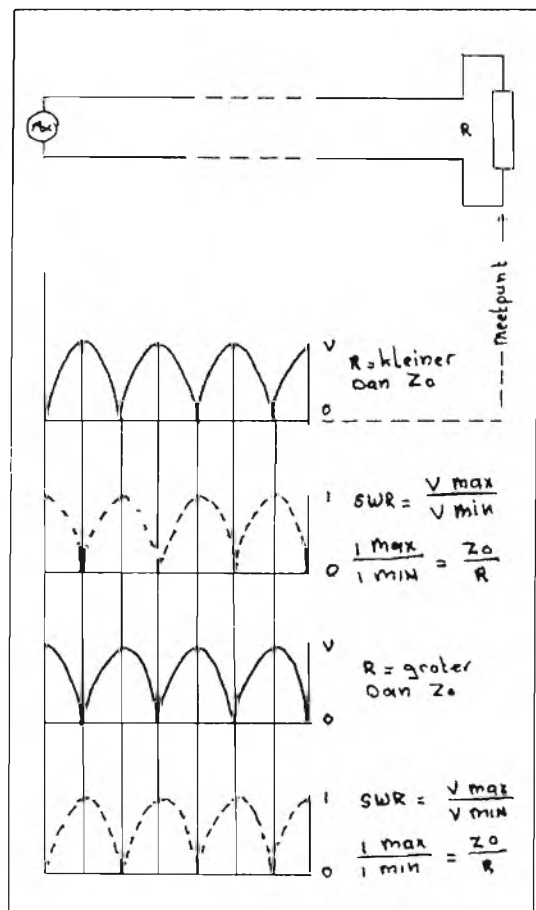 R
meetpunt
V
R = kleiner
Dan Zo
0
I
SWR = V max / V min
I max / I MIN = Zo / R
0
V
R = groter
Dan Zo
0
I
SWR = V max / V MIN
I max / I min = Zo / R
0